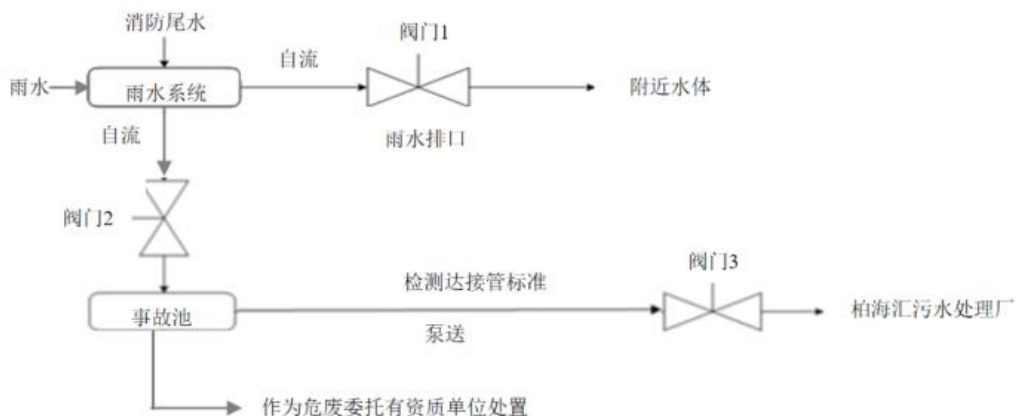 消防尾水
阀门1
自流
雨水
雨水系统
附近水体
自流
雨水排口
阀门2
阀门3
检测达接管标准
事故池
柏海汇污水处理厂
泵送
作为危废委托有资质单位处置